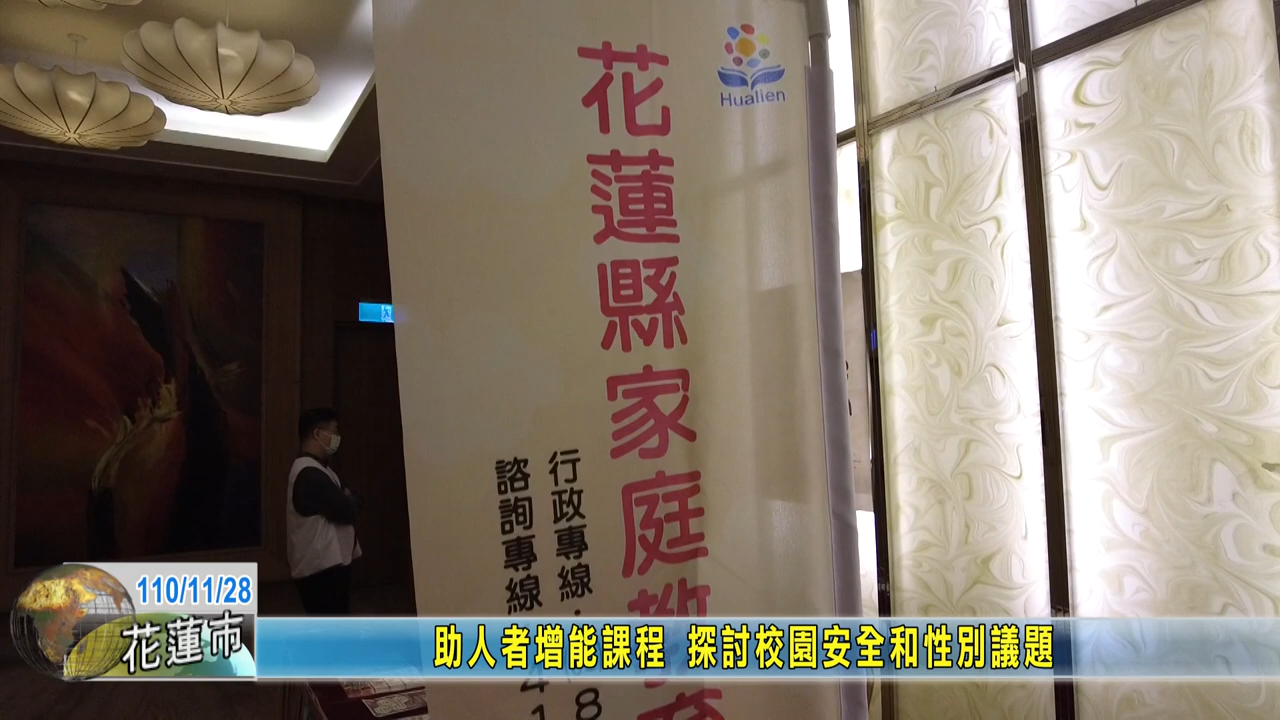 花蓮縣家庭教育
Hualien
行政專線
諮詢專線
110/11/28
花蓮市
助人者增能課程 探討校園安全和性別議題